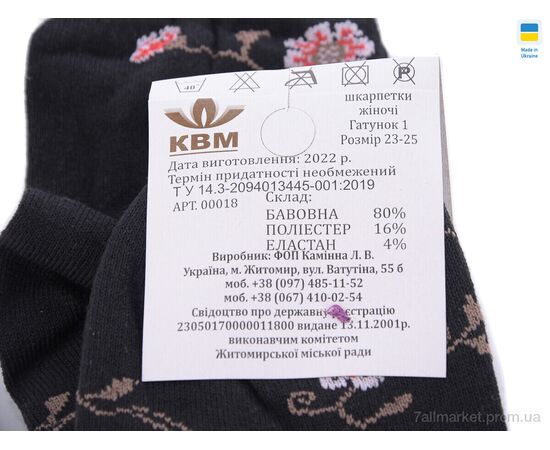 Made in
Ukraine
40
P
КВМ
шкарпетки
жіночі
Гатунок 1
Розмір 23-25
Дата виготовлення: 2022 р.
Термін придатності необмежений
Т У 14.3-2094013445-001:2019
АРТ. 00018
Склад:
БАВОВНА 80%
ПОЛІЕСТЕР 16%
ЕЛАСТАН 4%
Виробник: ФОП Камінна Л. В.
Україна, м. Житомир, вул. Ватутіна, 55 б
моб. +38 (097) 485-11-52
моб. +38 (067) 410-02-54
Свідоцтво про державну реєстрацію
23050170000011800 видане 13.11.2001р.
виконавчим комітетом
Житомирської міської ради
7allmarket.prom.ua